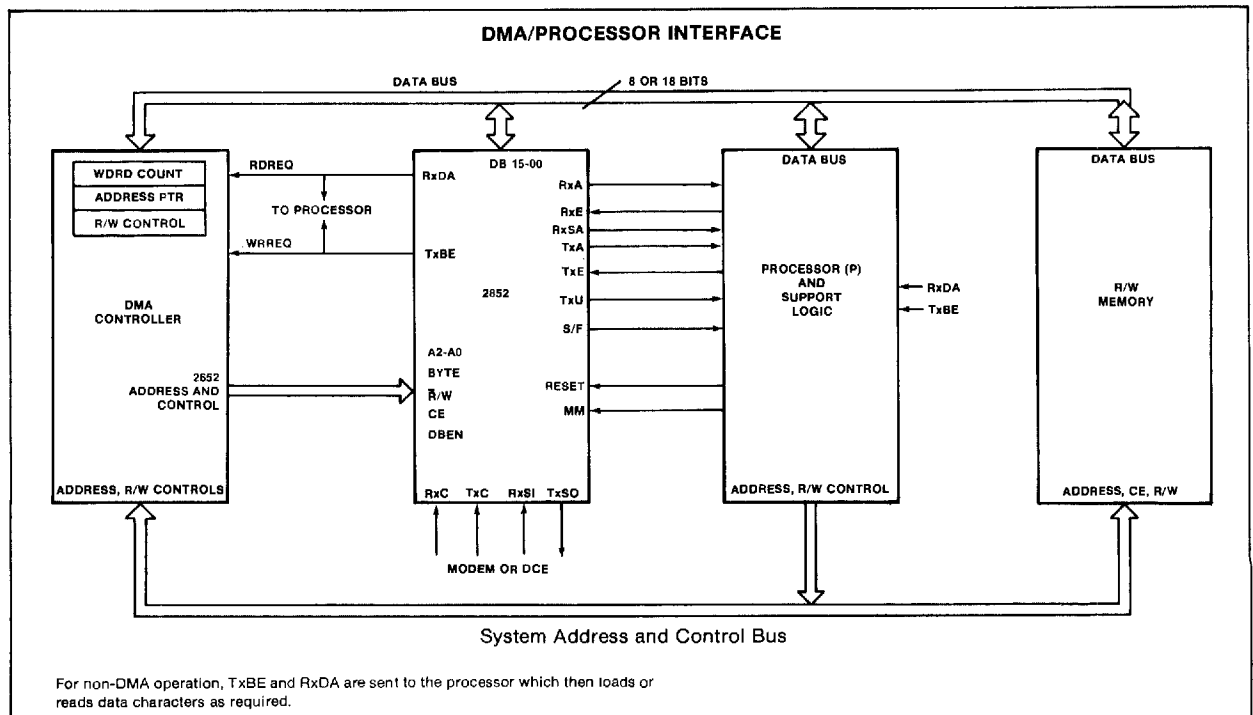 DMA/PROCESSOR INTERFACE
DATA BUS
8 OR 18 BITS
WDRD COUNT
ADDRESS PTR
R/W CONTROL
DMA
CONTROLLER
2652
ADDRESS AND
CONTROL
ADDRESS, R/W CONTROLS
RDREQ
TO PROCESSOR
WRREQ
DB 15-00
RxDA
TxBE
2852
A2-A0
BYTE
R̅/W
CE
DBEN
RxA
RxE
RxSA
TxA
TxE
TxU
S/F
RESET
MM
RxC TxC RxSI TxSO
MODEM OR DCE
DATA BUS
PROCESSOR (P)
AND
SUPPORT
LOGIC
ADDRESS, R/W CONTROL
RxDA
TxBE
DATA BUS
R/W
MEMORY
ADDRESS, CE, R/W
System Address and Control Bus
For non-DMA operation, TxBE and RxDA are sent to the processor which then loads or
reads data characters as required.